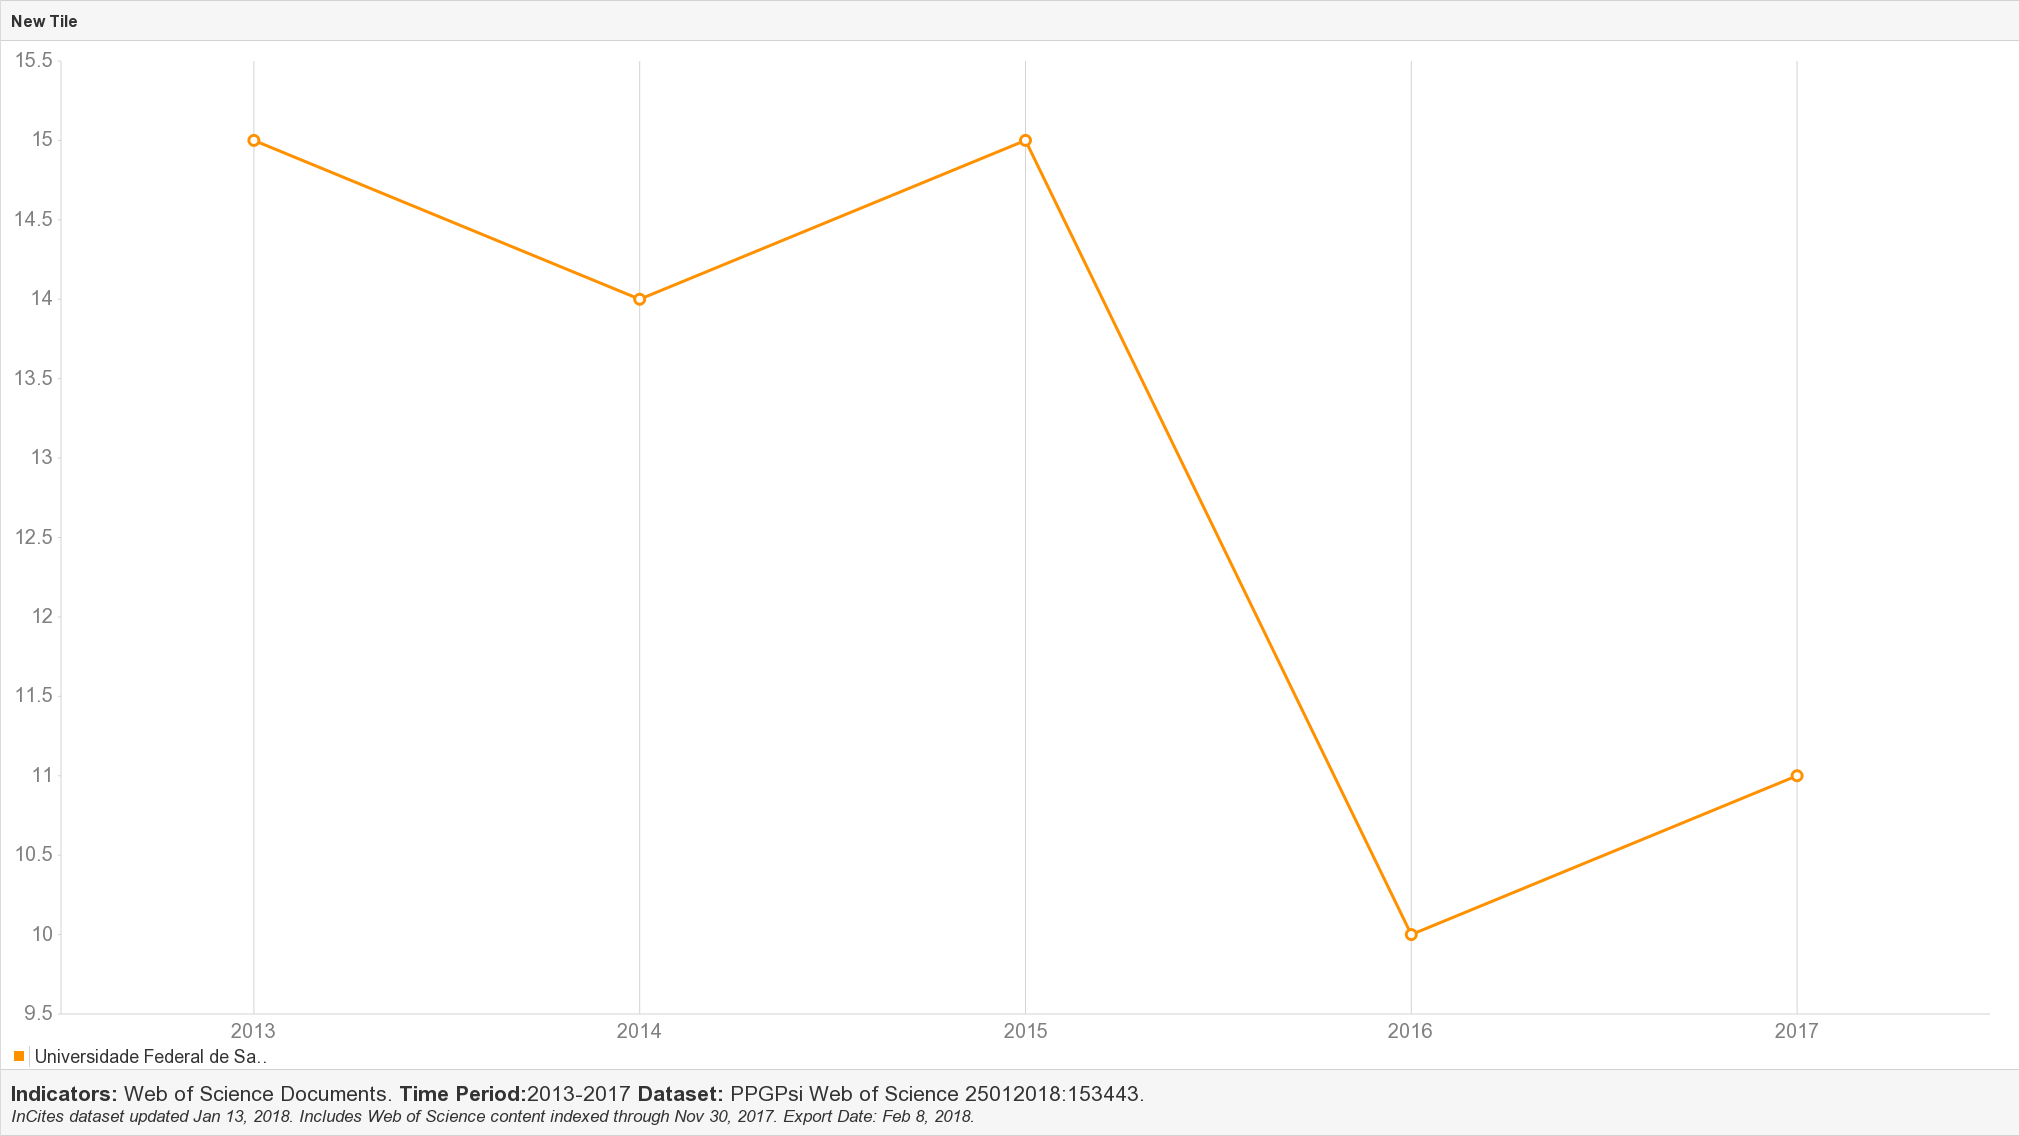 New Tile
15.5
15
14.5
14
13.5
13
12.5
12
11.5
11
10.5
10
9.5
2013 2014 2015 2016 2017
Universidade Federal de Sa..
Indicators: Web of Science Documents. Time Period:2013-2017 Dataset: PPGPsi Web of Science 25012018:153443.
InCites dataset updated Jan 13, 2018. Includes Web of Science content indexed through Nov 30, 2017. Export Date: Feb 8, 2018.